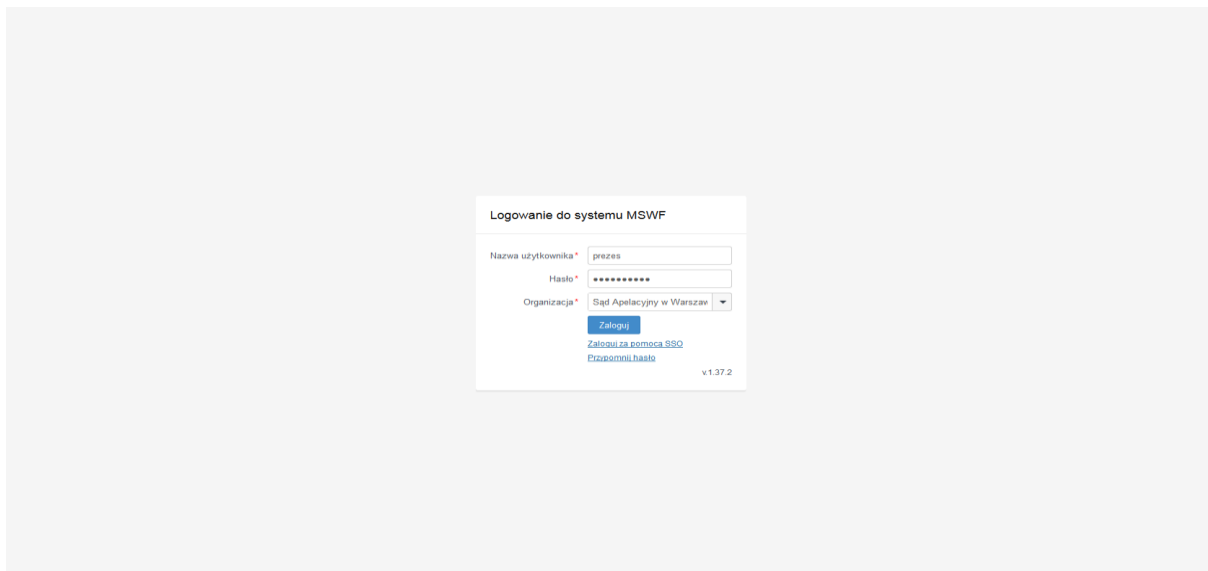 Logowanie do systemu MSWF
Nazwa użytkownika* prezes
Hasło* ●●●●●●●●●●
Organizacja* Sąd Apelacyjny w Warszaw
Zaloguj
Zaloguj za pomocą SSO
Przypomnij hasło
v.1.37.2